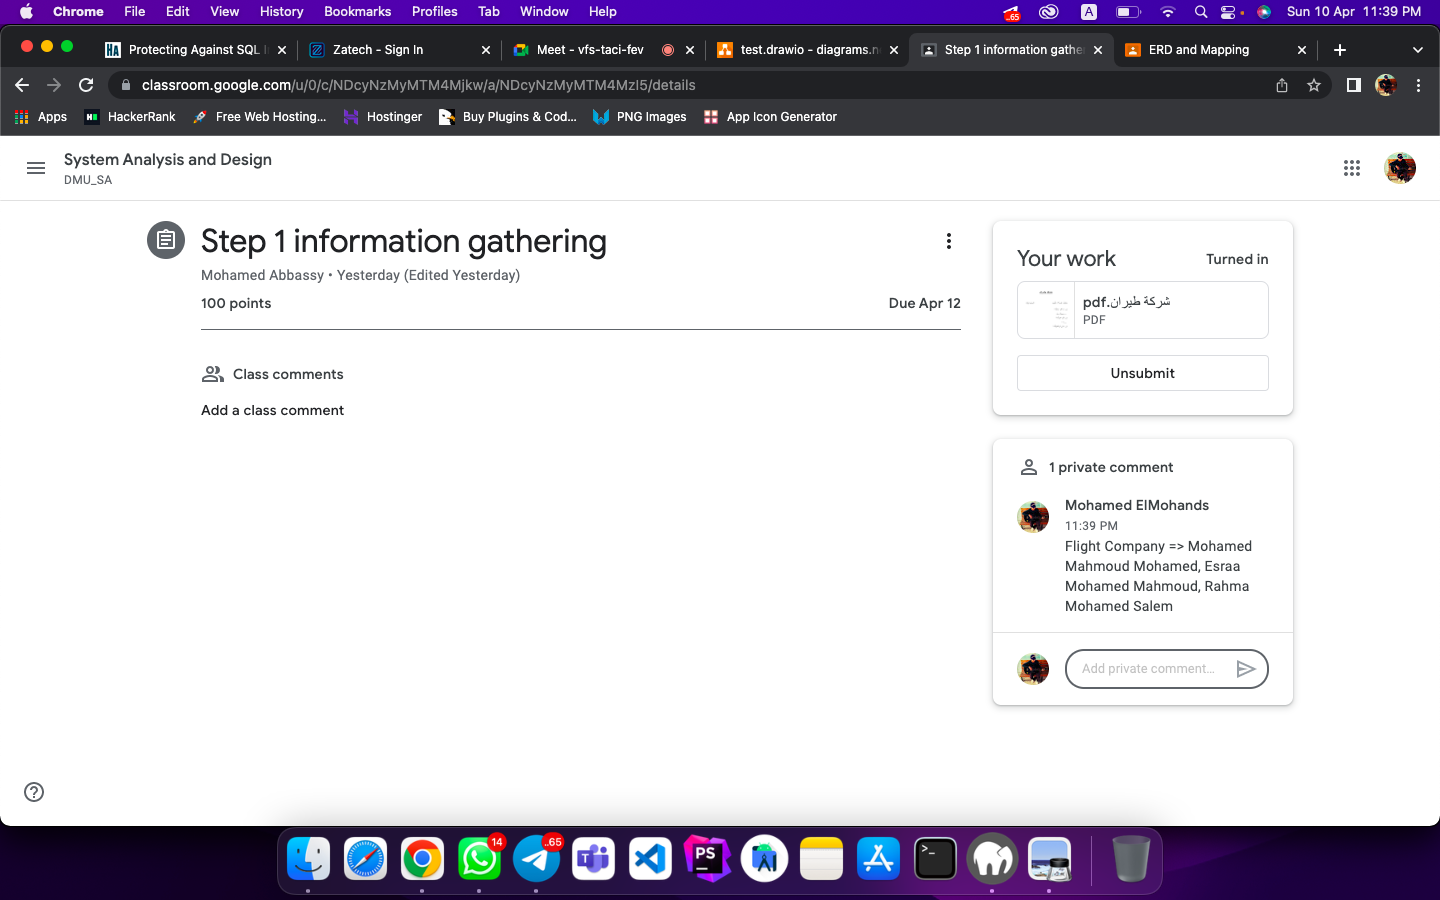 Chrome File Edit View History Bookmarks Profiles Tab Window Help
..65
A
Sun 10 Apr 11:39 PM
Protecting Against SQL I
Zatech - Sign In
Meet - vfs-taci-fev
test.drawio - diagrams.n
Step 1 information gathe
ERD and Mapping
classroom.google.com/u/0/c/NDcyNzMyMTM4Mjkw/a/NDcyNzMyMTM4MzI5/details
Apps
HackerRank
Free Web Hosting...
Hostinger
Buy Plugins & Cod...
PNG Images
App Icon Generator
System Analysis and Design
DMU_SA
Step 1 information gathering
Mohamed Abbassy • Yesterday (Edited Yesterday)
100 points
Due Apr 12
Class comments
Add a class comment
Your work
Turned in
شركة طيران.pdf
PDF
Unsubmit
1 private comment
Mohamed ElMohands
11:39 PM
Flight Company => Mohamed
Mahmoud Mohamed, Esraa
Mohamed Mahmoud, Rahma
Mohamed Salem
Add private comment...
14
..65
PS